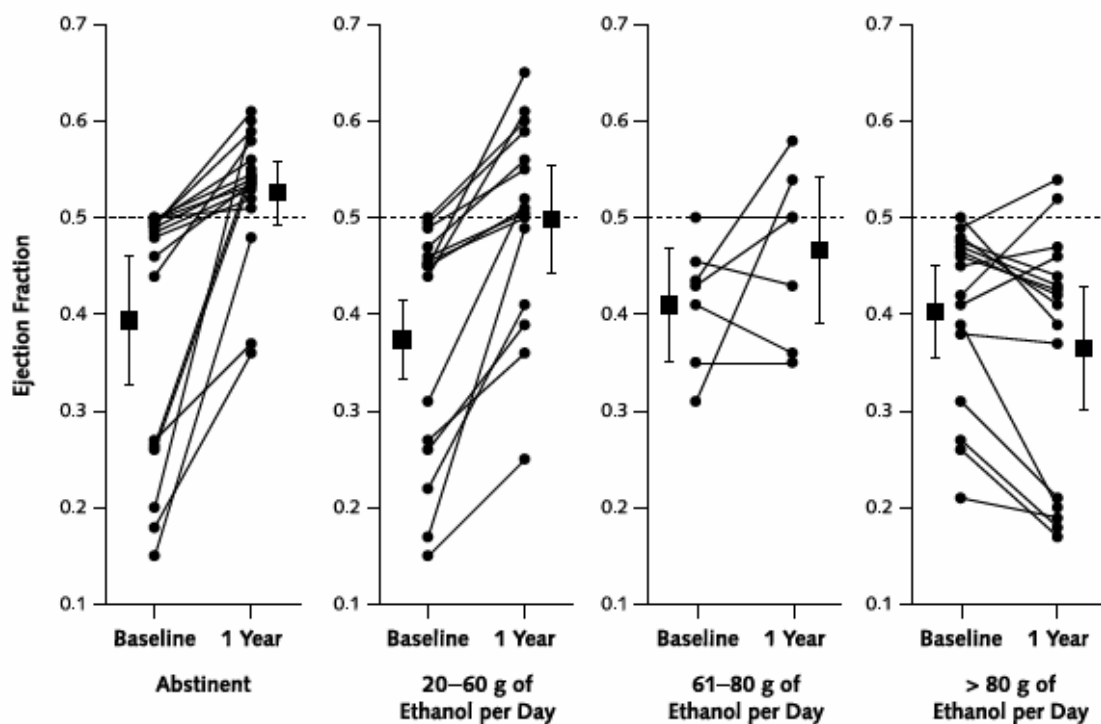 Ejection Fraction
0.7
0.6
0.5
0.4
0.3
0.2
0.1
Baseline 1 Year
Abstinent
0.7
0.6
0.5
0.4
0.3
0.2
0.1
Baseline 1 Year
20–60 g of
Ethanol per Day
0.7
0.6
0.5
0.4
0.3
0.2
0.1
Baseline 1 Year
61–80 g of
Ethanol per Day
0.7
0.6
0.5
0.4
0.3
0.2
0.1
Baseline 1 Year
> 80 g of
Ethanol per Day